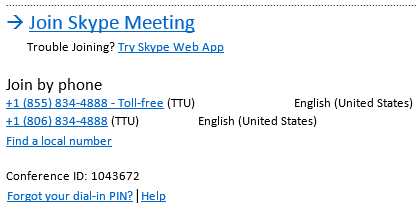 → Join Skype Meeting
Trouble Joining? Try Skype Web App
Join by phone
+1 (855) 834-4888 - Toll-free (TTU) English (United States)
+1 (806) 834-4888 (TTU) English (United States)
Find a local number
Conference ID: 1043672
Forgot your dial-in PIN? | Help